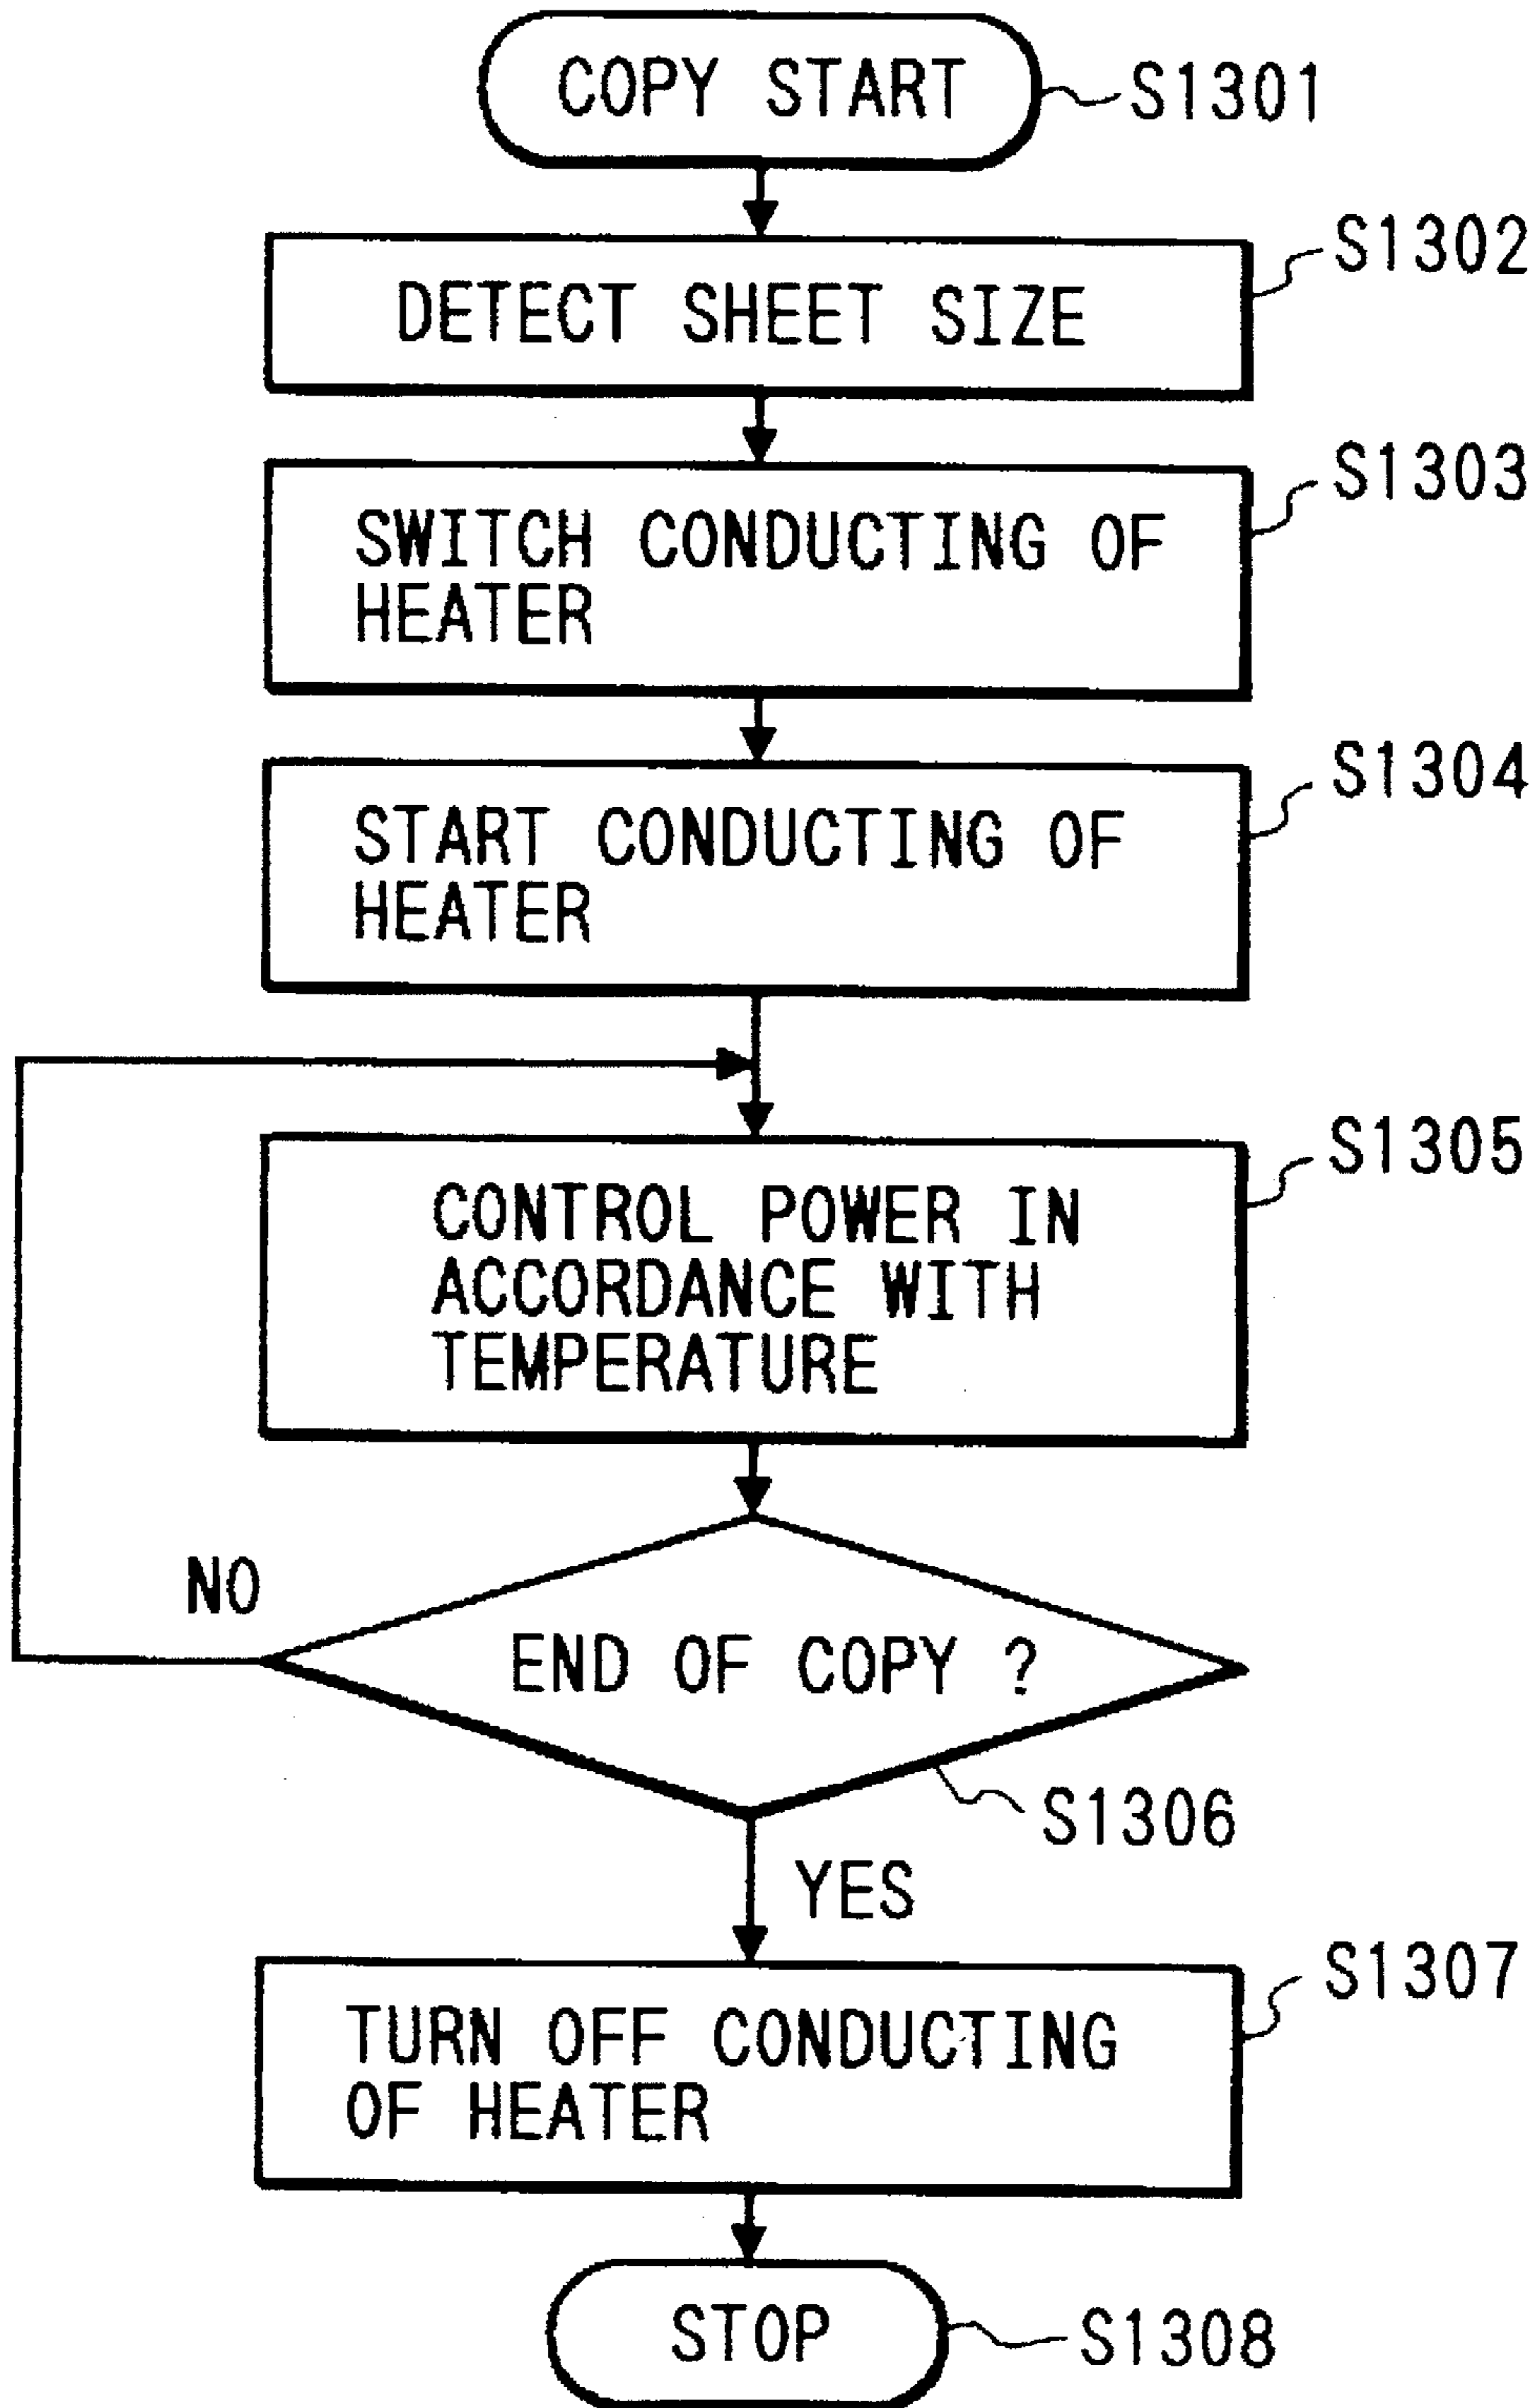 COPY START
S1301
DETECT SHEET SIZE
S1302
SWITCH CONDUCTING OF
HEATER
S1303
START CONDUCTING OF
HEATER
S1304
CONTROL POWER IN
ACCORDANCE WITH
TEMPERATURE
S1305
NO
END OF COPY ?
S1306
YES
TURN OFF CONDUCTING
OF HEATER
S1307
STOP
S1308